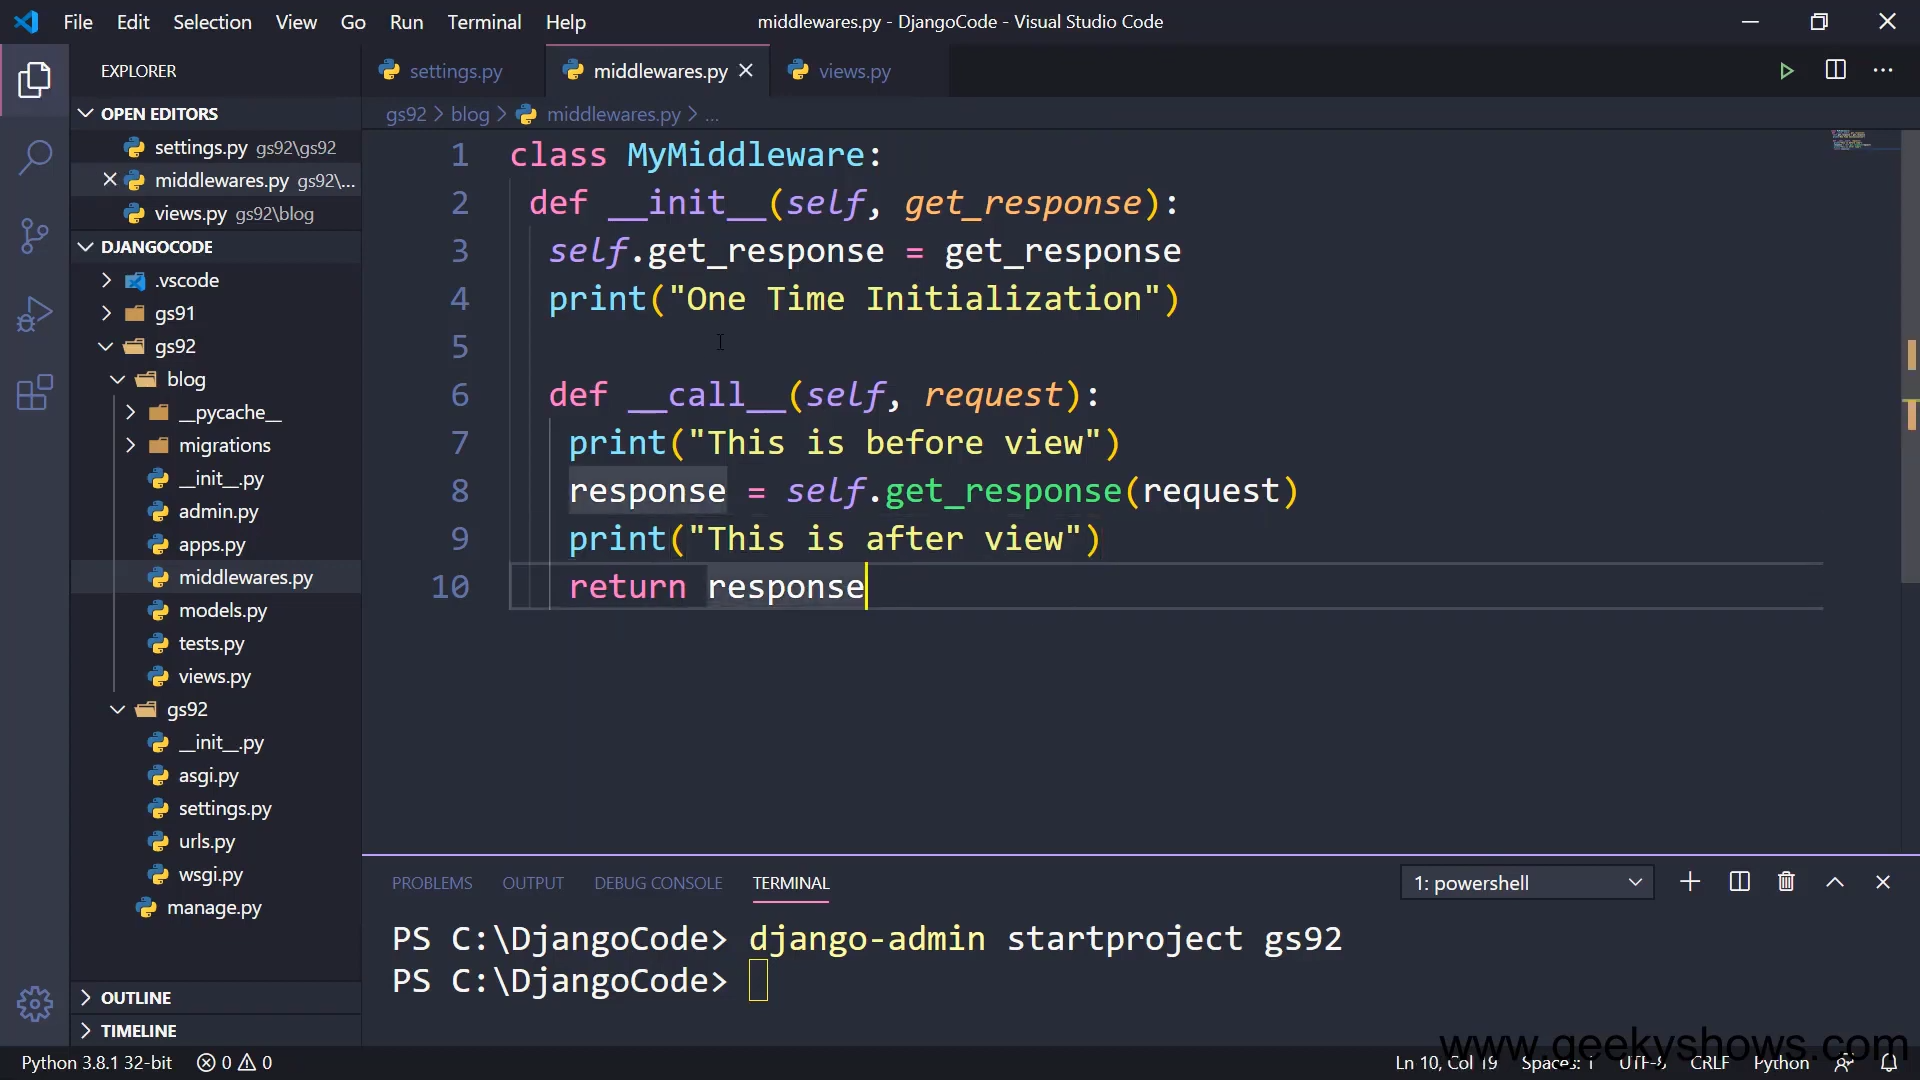 File Edit Selection View Go Run Terminal Help
middlewares.py - DjangoCode - Visual Studio Code
EXPLORER
OPEN EDITORS
settings.py gs92\gs92
middlewares.py gs92\...
views.py gs92\blog
DJANGOCODE
.vscode
gs91
gs92
blog
__pycache__
migrations
__init__.py
admin.py
apps.py
middlewares.py
models.py
tests.py
views.py
gs92
__init__.py
asgi.py
settings.py
urls.py
wsgi.py
manage.py
OUTLINE
TIMELINE
settings.py middlewares.py views.py
gs92 > blog > middlewares.py > ...
1 class MyMiddleware:
2 def __init__(self, get_response):
3 self.get_response = get_response
4 print("One Time Initialization")
5
6 def __call__(self, request):
7 print("This is before view")
8 response = self.get_response(request)
9 print("This is after view")
10 return response
PROBLEMS OUTPUT DEBUG CONSOLE TERMINAL
1: powershell
PS C:\DjangoCode> django-admin startproject gs92
PS C:\DjangoCode>
www.geekyshows.com
Python 3.8.1 32-bit 0 0
Ln 10, Col 19 Spaces: 1 UTF-8 CRLF Python